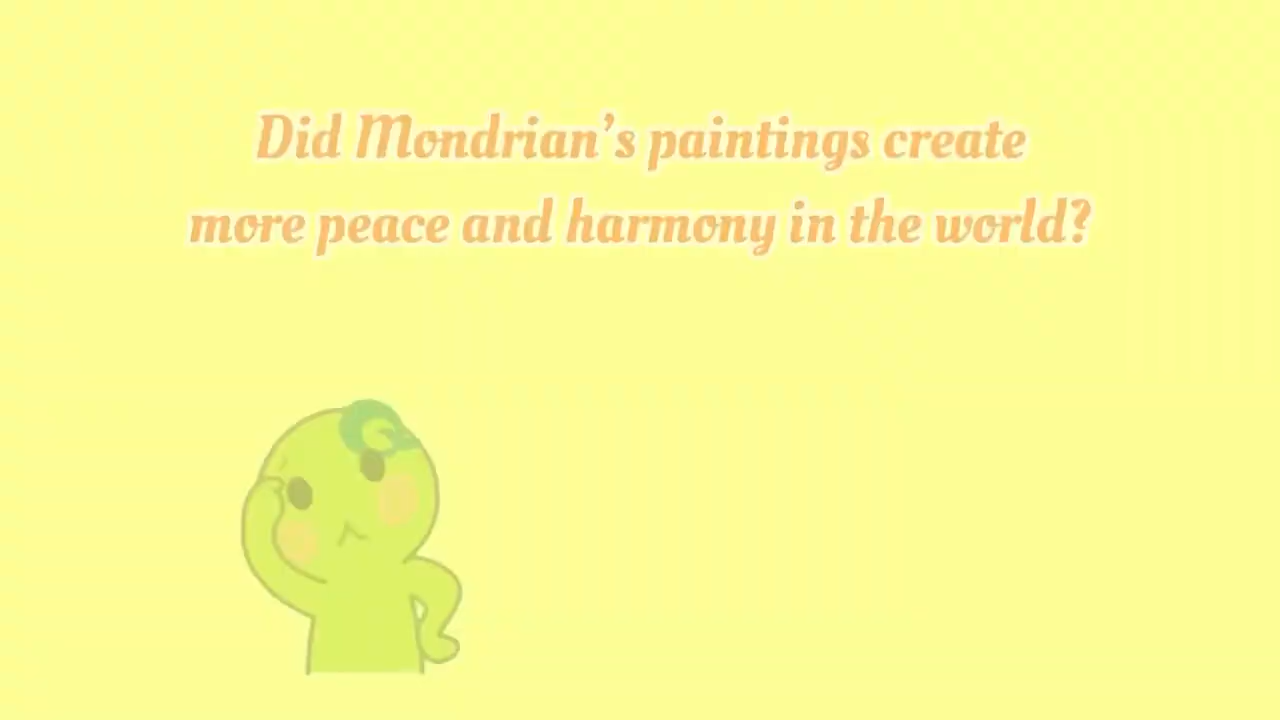 Did Mondrian’s paintings create
more peace and harmony in the world?